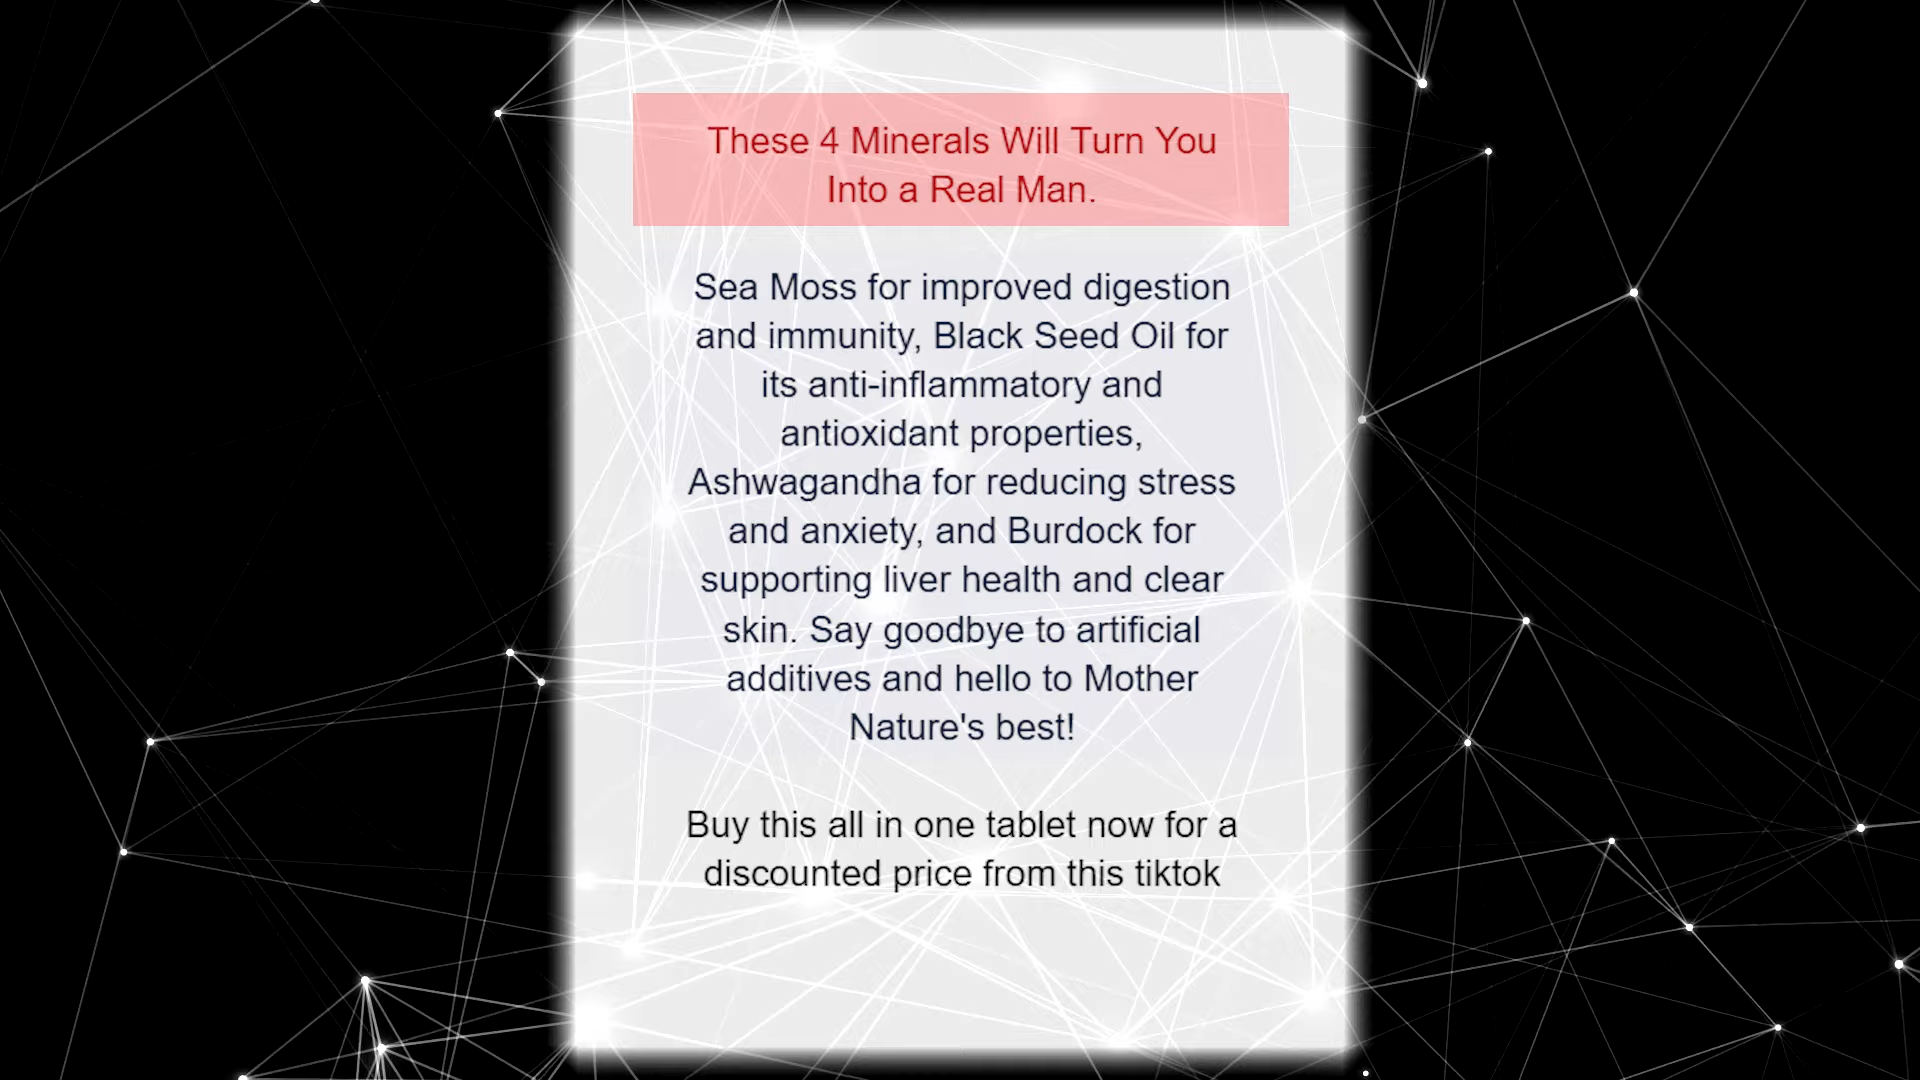 These 4 Minerals Will Turn You
Into a Real Man.
Sea Moss for improved digestion
and immunity, Black Seed Oil for
its anti-inflammatory and
antioxidant properties,
Ashwagandha for reducing stress
and anxiety, and Burdock for
supporting liver health and clear
skin. Say goodbye to artificial
additives and hello to Mother
Nature's best!
Buy this all in one tablet now for a
discounted price from this tiktok